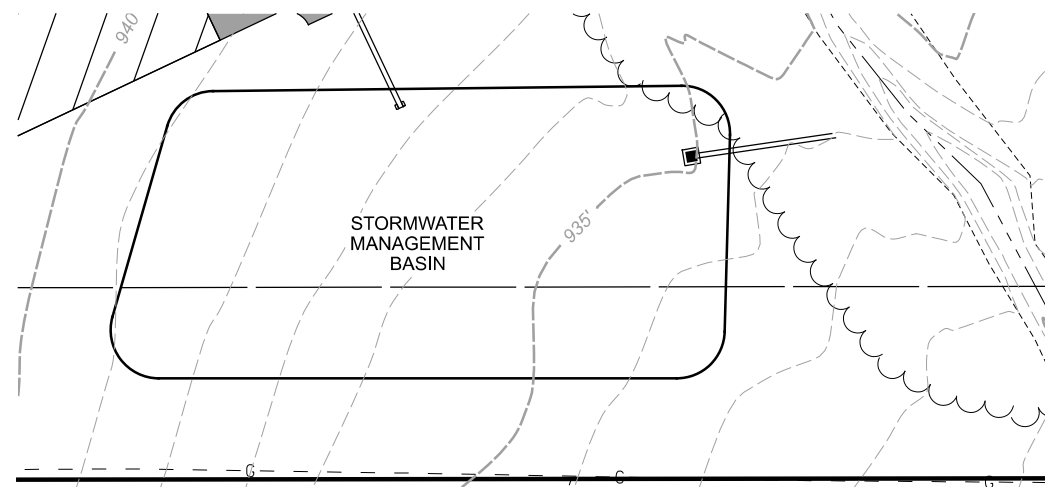 940
STORMWATER
MANAGEMENT
BASIN
935'
G
G
G